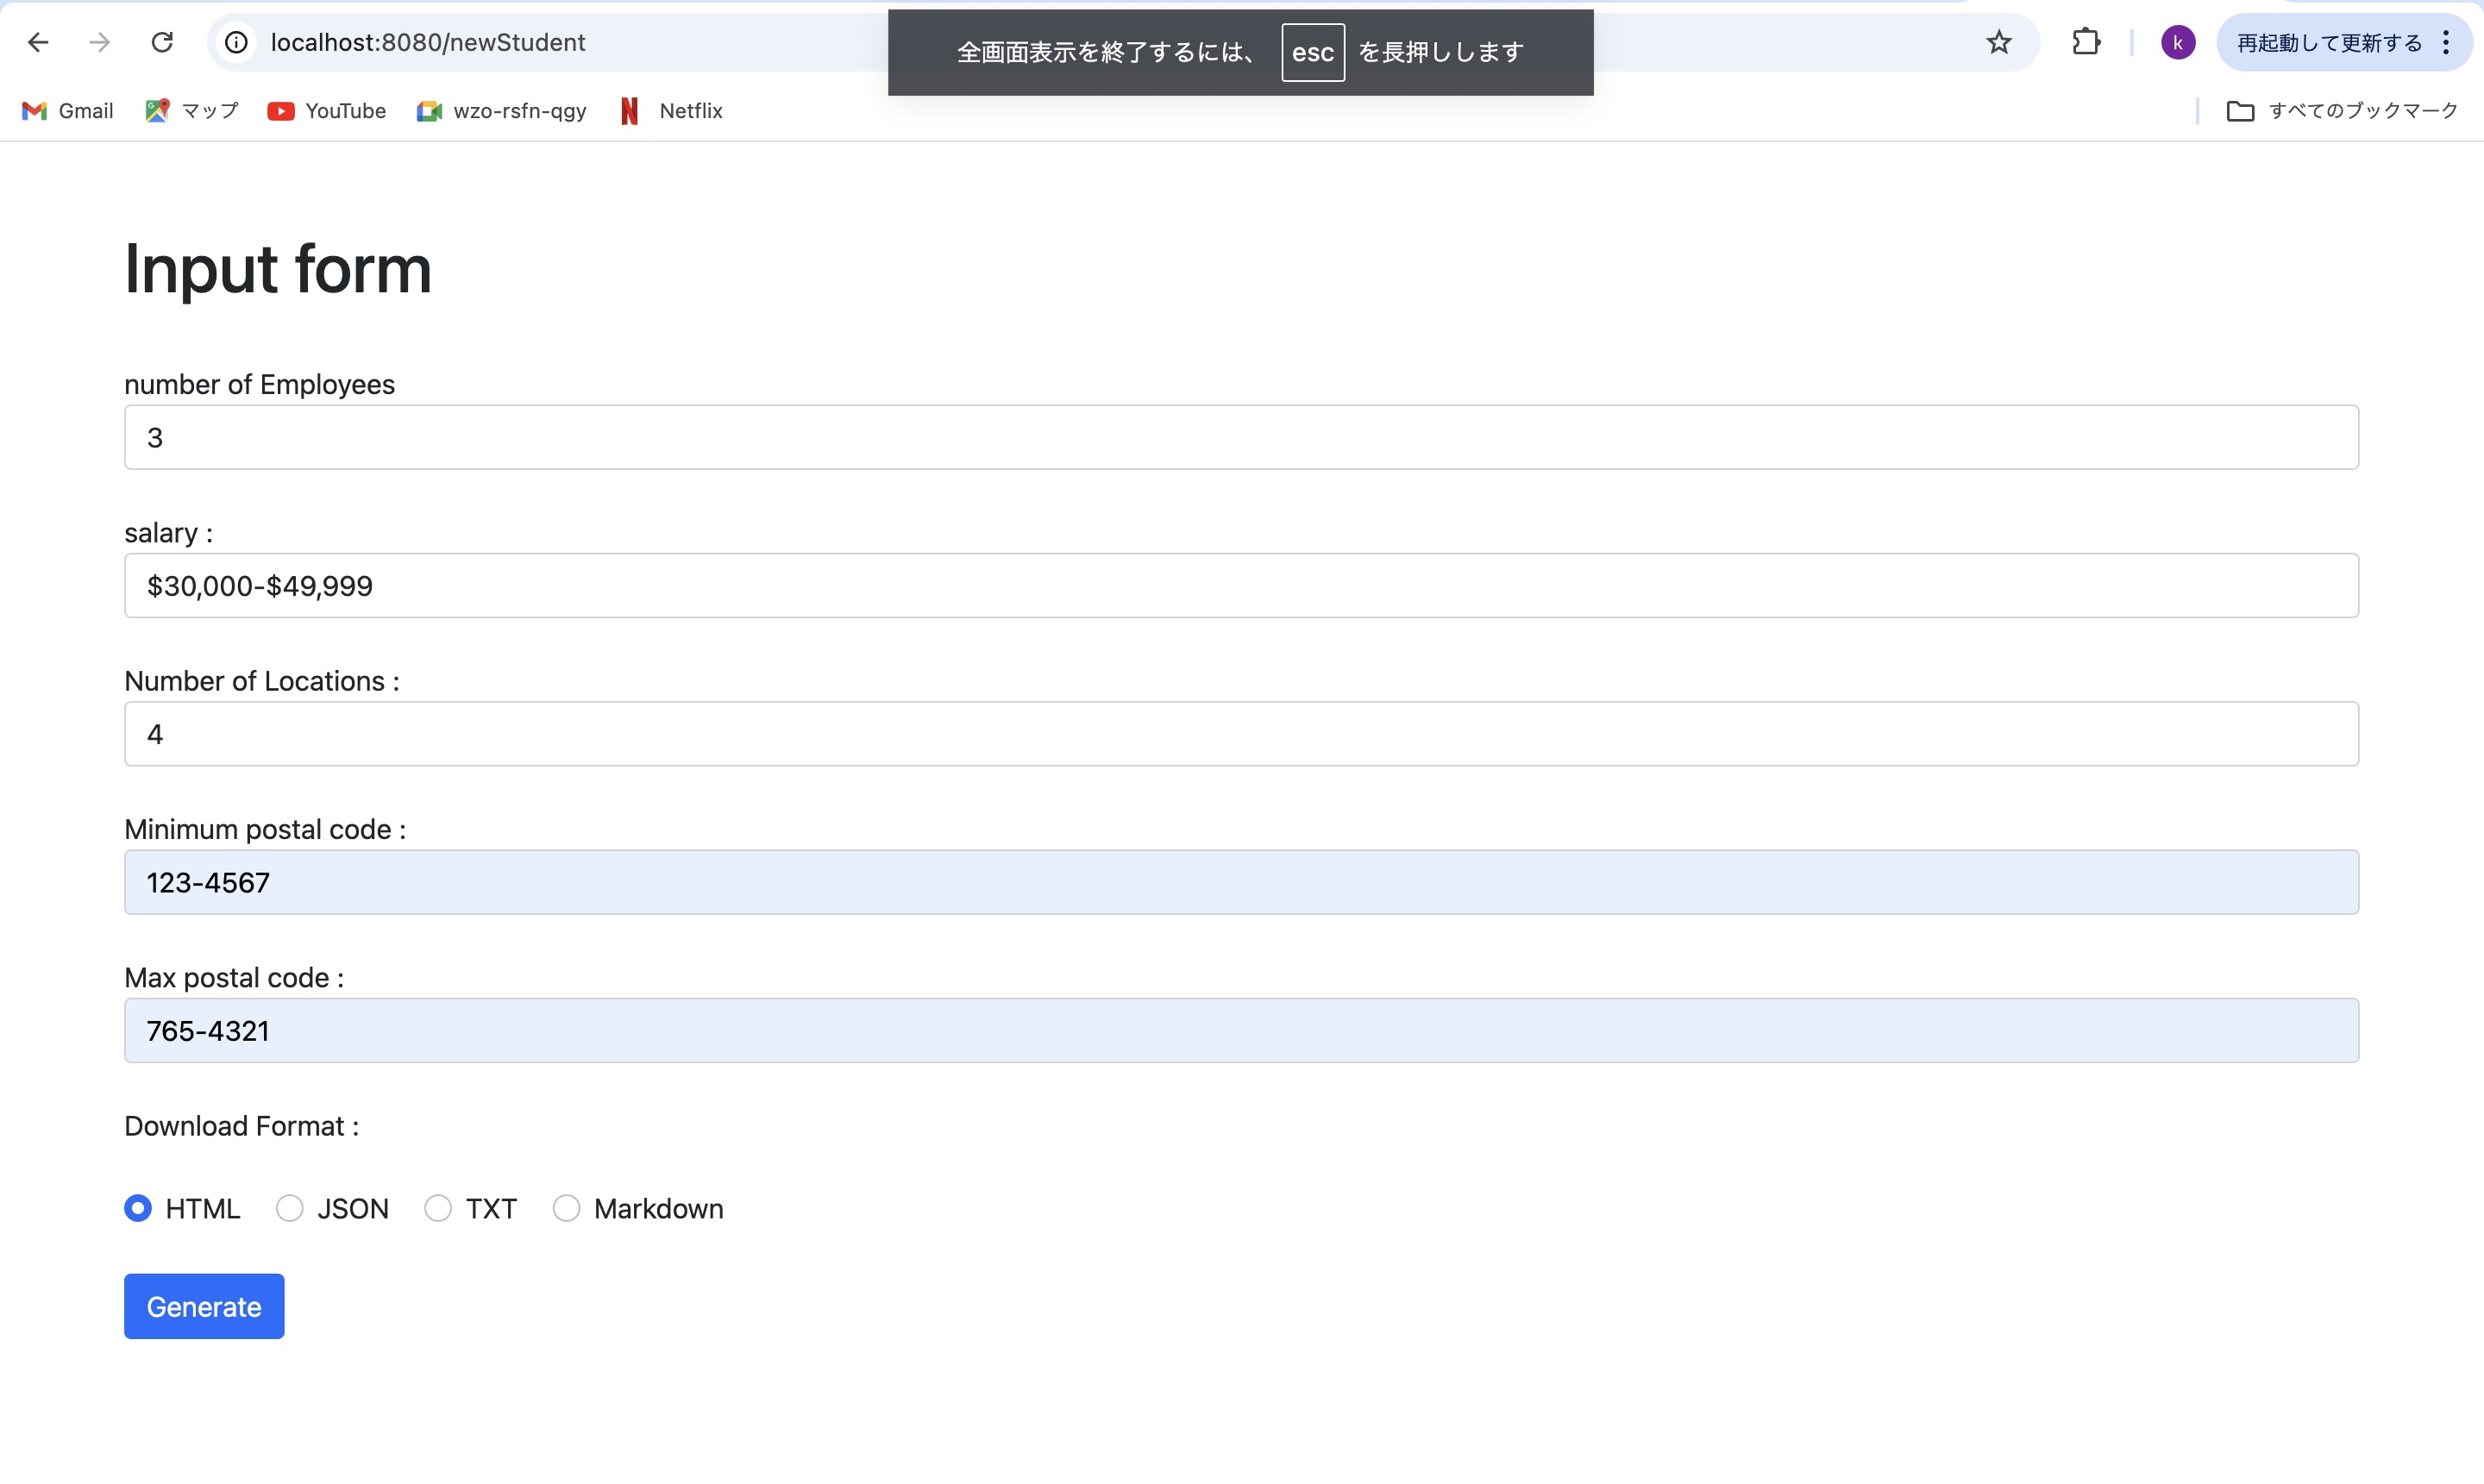 localhost:8080/newStudent
全画面表示を終了するには、 esc を長押しします
k
再起動して更新する
Gmail マップ YouTube wzo-rsfn-qgy Netflix すべてのブックマーク
Input form
number of Employees
3
salary :
$30,000-$49,999
Number of Locations :
4
Minimum postal code :
123-4567
Max postal code :
765-4321
Download Format :
HTML JSON TXT Markdown
Generate